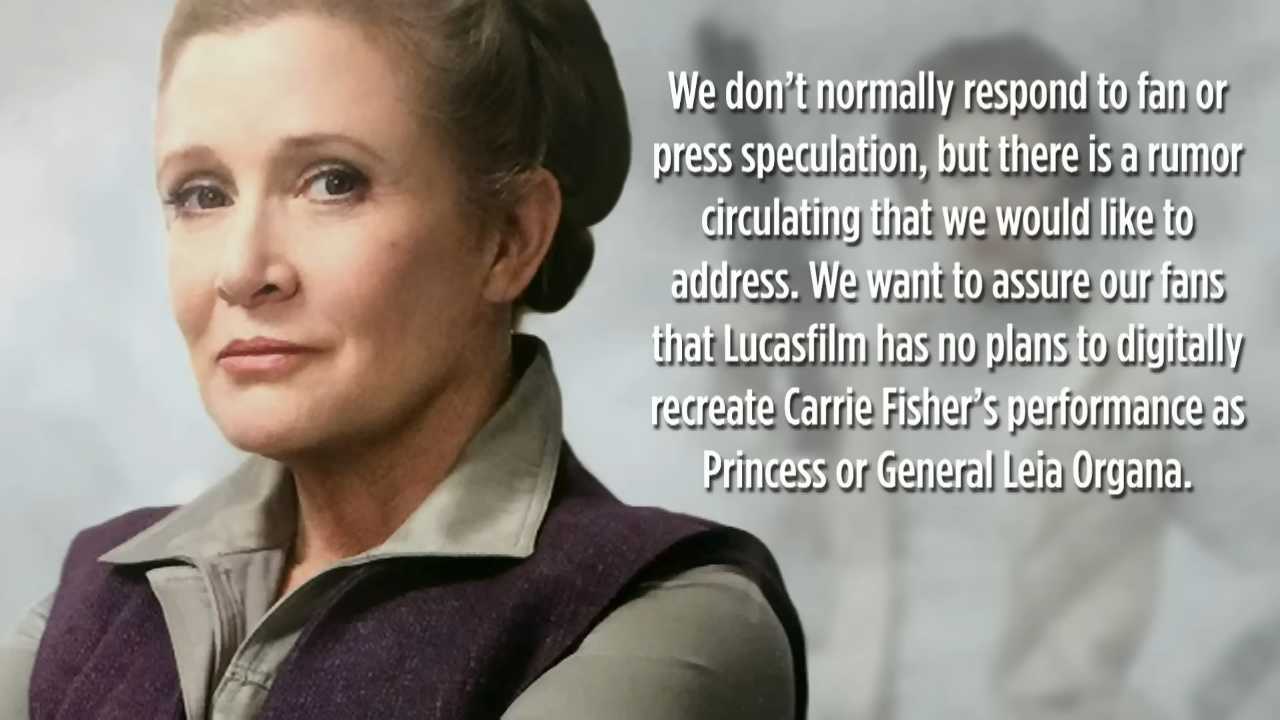 We don’t normally respond to fan or
press speculation, but there is a rumor
circulating that we would like to
address. We want to assure our fans
that Lucasfilm has no plans to digitally
recreate Carrie Fisher’s performance as
Princess or General Leia Organa.